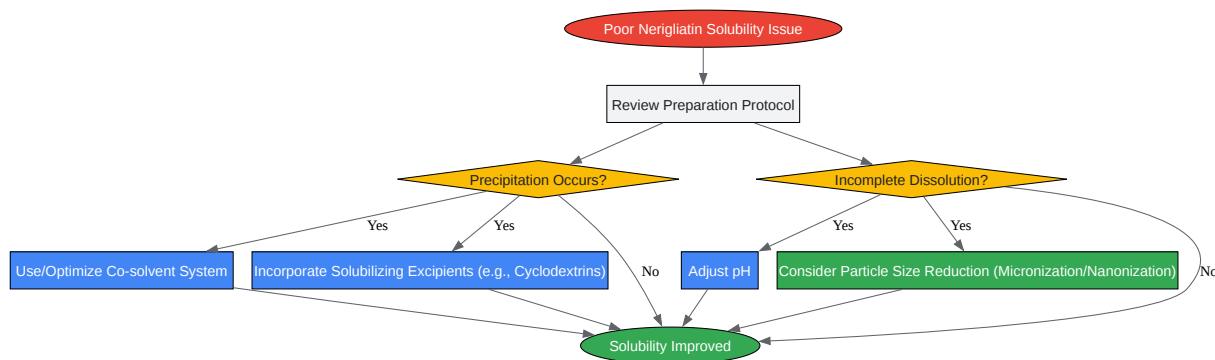 Poor Nerigliatin Solubility Issue
Review Preparation Protocol
Precipitation Occurs?
Incomplete Dissolution?
Yes
Yes
Yes
Yes
Use/Optimize Co-solvent System
Incorporate Solubilizing Excipients (e.g., Cyclodextrins)
No
Adjust pH
Consider Particle Size Reduction (Micronization/Nanonization)
No
Solubility Improved